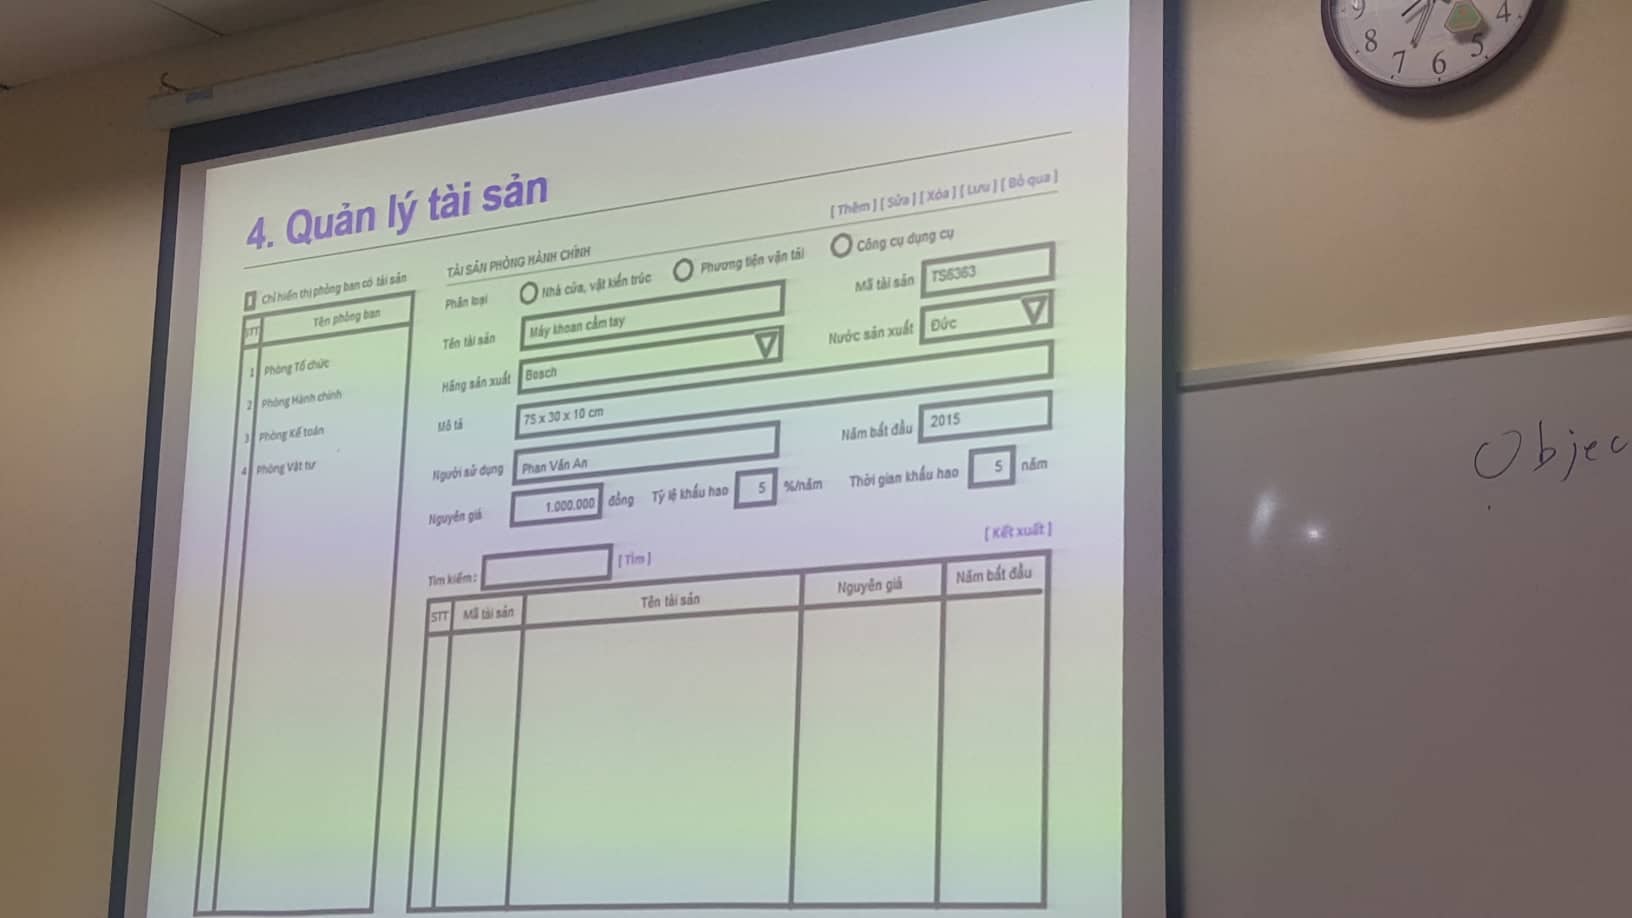 4. Quản lý tài sản
[ Thêm ] [ Sửa ] [ Xóa ] [ Lưu ] [ Bỏ qua ]
Chỉ hiển thị phòng ban có tài sản
STT Tên phòng ban
1 Phòng Tổ chức
2 Phòng Hành chính
3 Phòng Kế toán
4 Phòng Vật tư
TÀI SẢN PHÒNG HÀNH CHÍNH
Phân loại Nhà cửa, vật kiến trúc Phương tiện vận tải Công cụ dụng cụ
Tên tài sản Máy khoan cầm tay Mã tài sản TS6363
Hãng sản xuất Bosch Nước sản xuất Đức
Mô tả 75 x 30 x 10 cm
Người sử dụng Phan Văn An Năm bắt đầu 2015
Nguyên giá 1.000.000 đồng Tỷ lệ khấu hao 5 %/năm Thời gian khấu hao 5 năm
Tìm kiếm : [ Tìm ] [ Kết xuất ]
STT Mã tài sản Tên tài sản Nguyên giá Năm bắt đầu
9 8 7 6 5 4
Objec